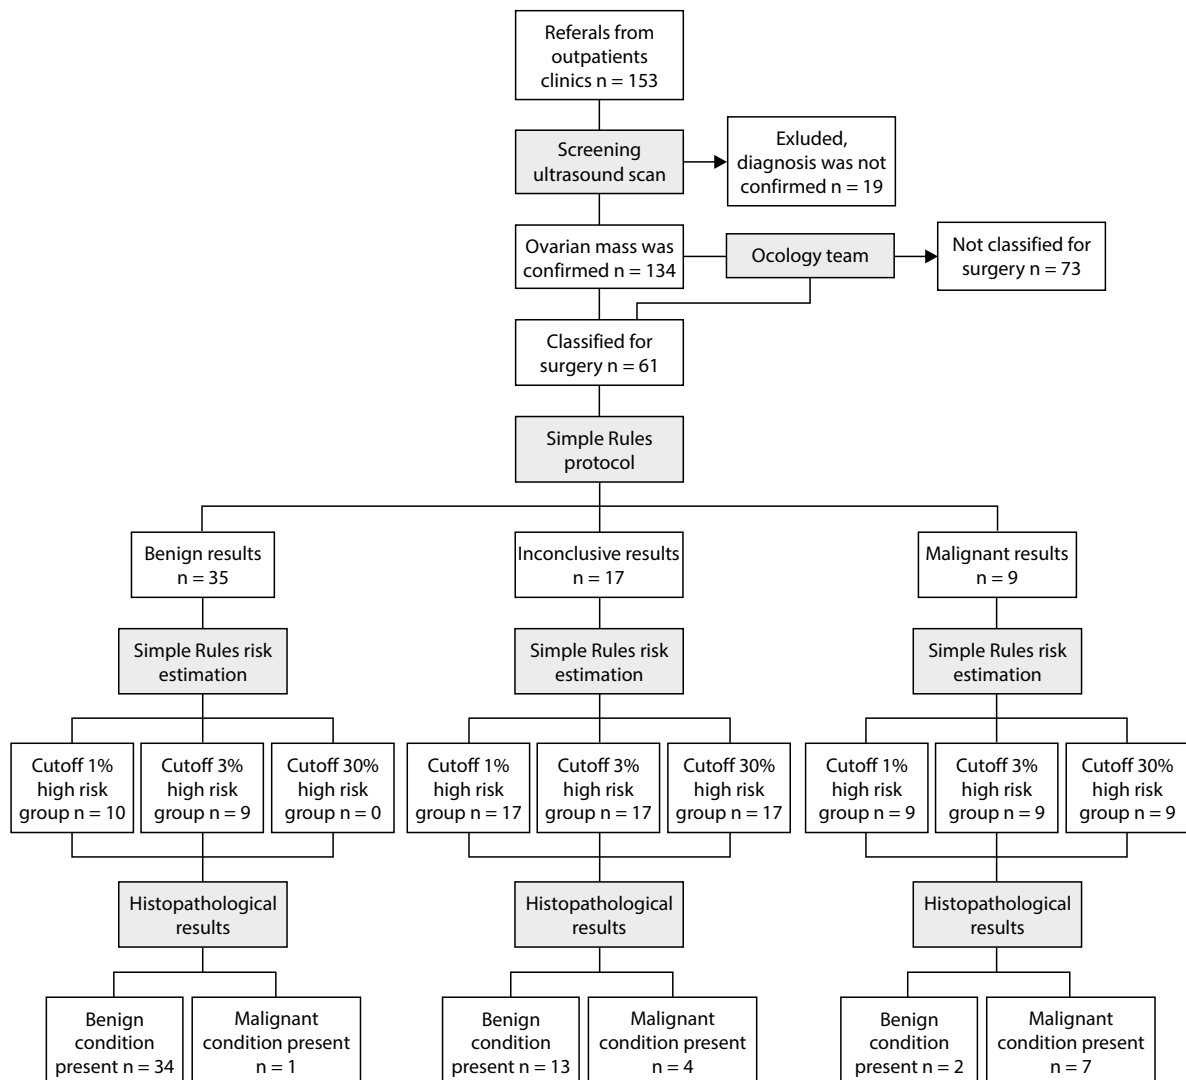 Referals from
outpatients
clinics n = 153
Screening
ultrasound scan
Exluded,
diagnosis was not
confirmed n = 19
Ovarian mass was
confirmed n = 134
Ocology team
Not classified for
surgery n = 73
Classified for
surgery n = 61
Simple Rules
protocol
Benign results
n = 35
Inconclusive results
n = 17
Malignant results
n = 9
Simple Rules risk
estimation
Simple Rules risk
estimation
Simple Rules risk
estimation
Cutoff 1%
high risk
group n = 10
Cutoff 3%
high risk
group n = 9
Cutoff 30%
high risk
group n = 0
Cutoff 1%
high risk
group n = 17
Cutoff 3%
high risk
group n = 17
Cutoff 30%
high risk
group n = 17
Cutoff 1%
high risk
group n = 9
Cutoff 3%
high risk
group n = 9
Cutoff 30%
high risk
group n = 9
Histopathological
results
Histopathological
results
Histopathological
results
Benign
condition
present n = 34
Malignant
condition present
n = 1
Benign
condition
present n = 13
Malignant
condition present
n = 4
Benign
condition
present n = 2
Malignant
condition present
n = 7